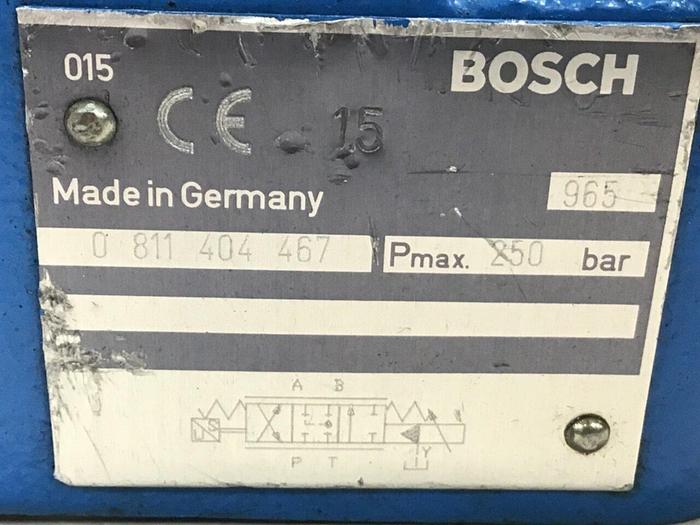 015 BOSCH
CE 15
Made in Germany 965
0 811 404 467 Pmax. 250 bar
A B
P T Y